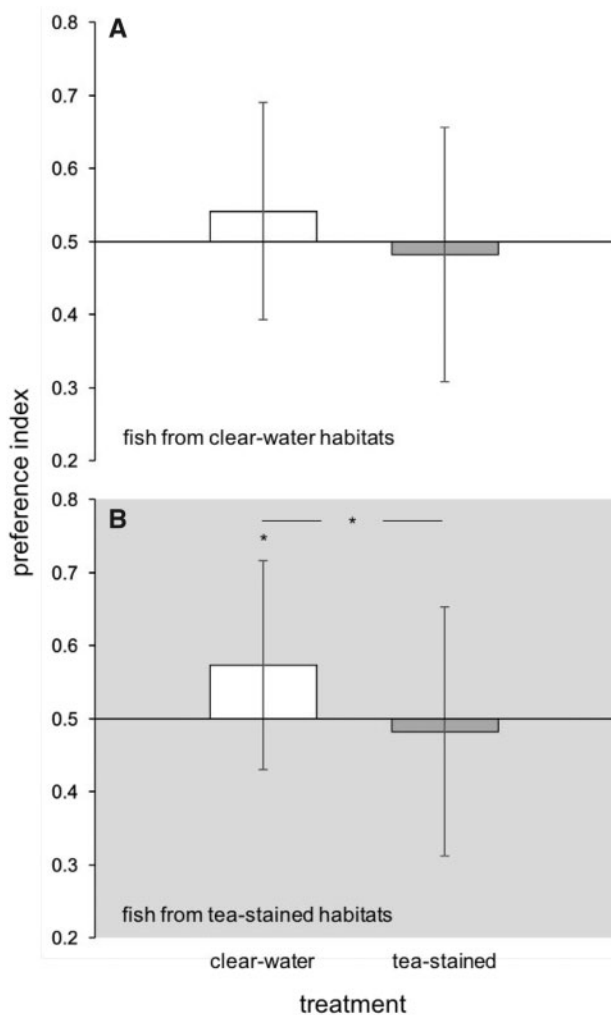 0.8
A
0.7
0.6
0.5
0.4
0.3
fish from clear-water habitats
0.2
preference index
0.8
B
*
*
0.7
0.6
0.5
0.4
0.3
fish from tea-stained habitats
0.2
clear-water tea-stained
treatment